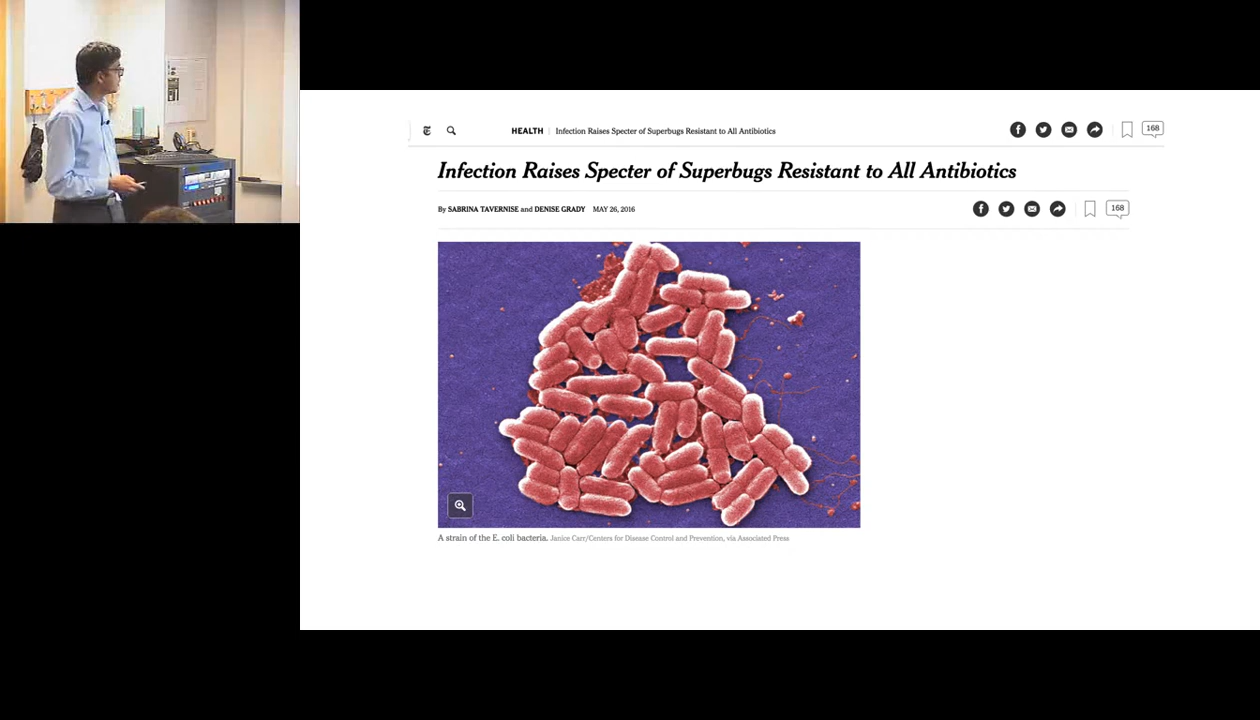 HEALTH | Infection Raises Specter of Superbugs Resistant to All Antibiotics
168
Infection Raises Specter of Superbugs Resistant to All Antibiotics
By SABRINA TAVERNISE and DENISE GRADY MAY 26, 2016
168
A strain of the E. coli bacteria. Janice Carr/Centers for Disease Control and Prevention, via Associated Press